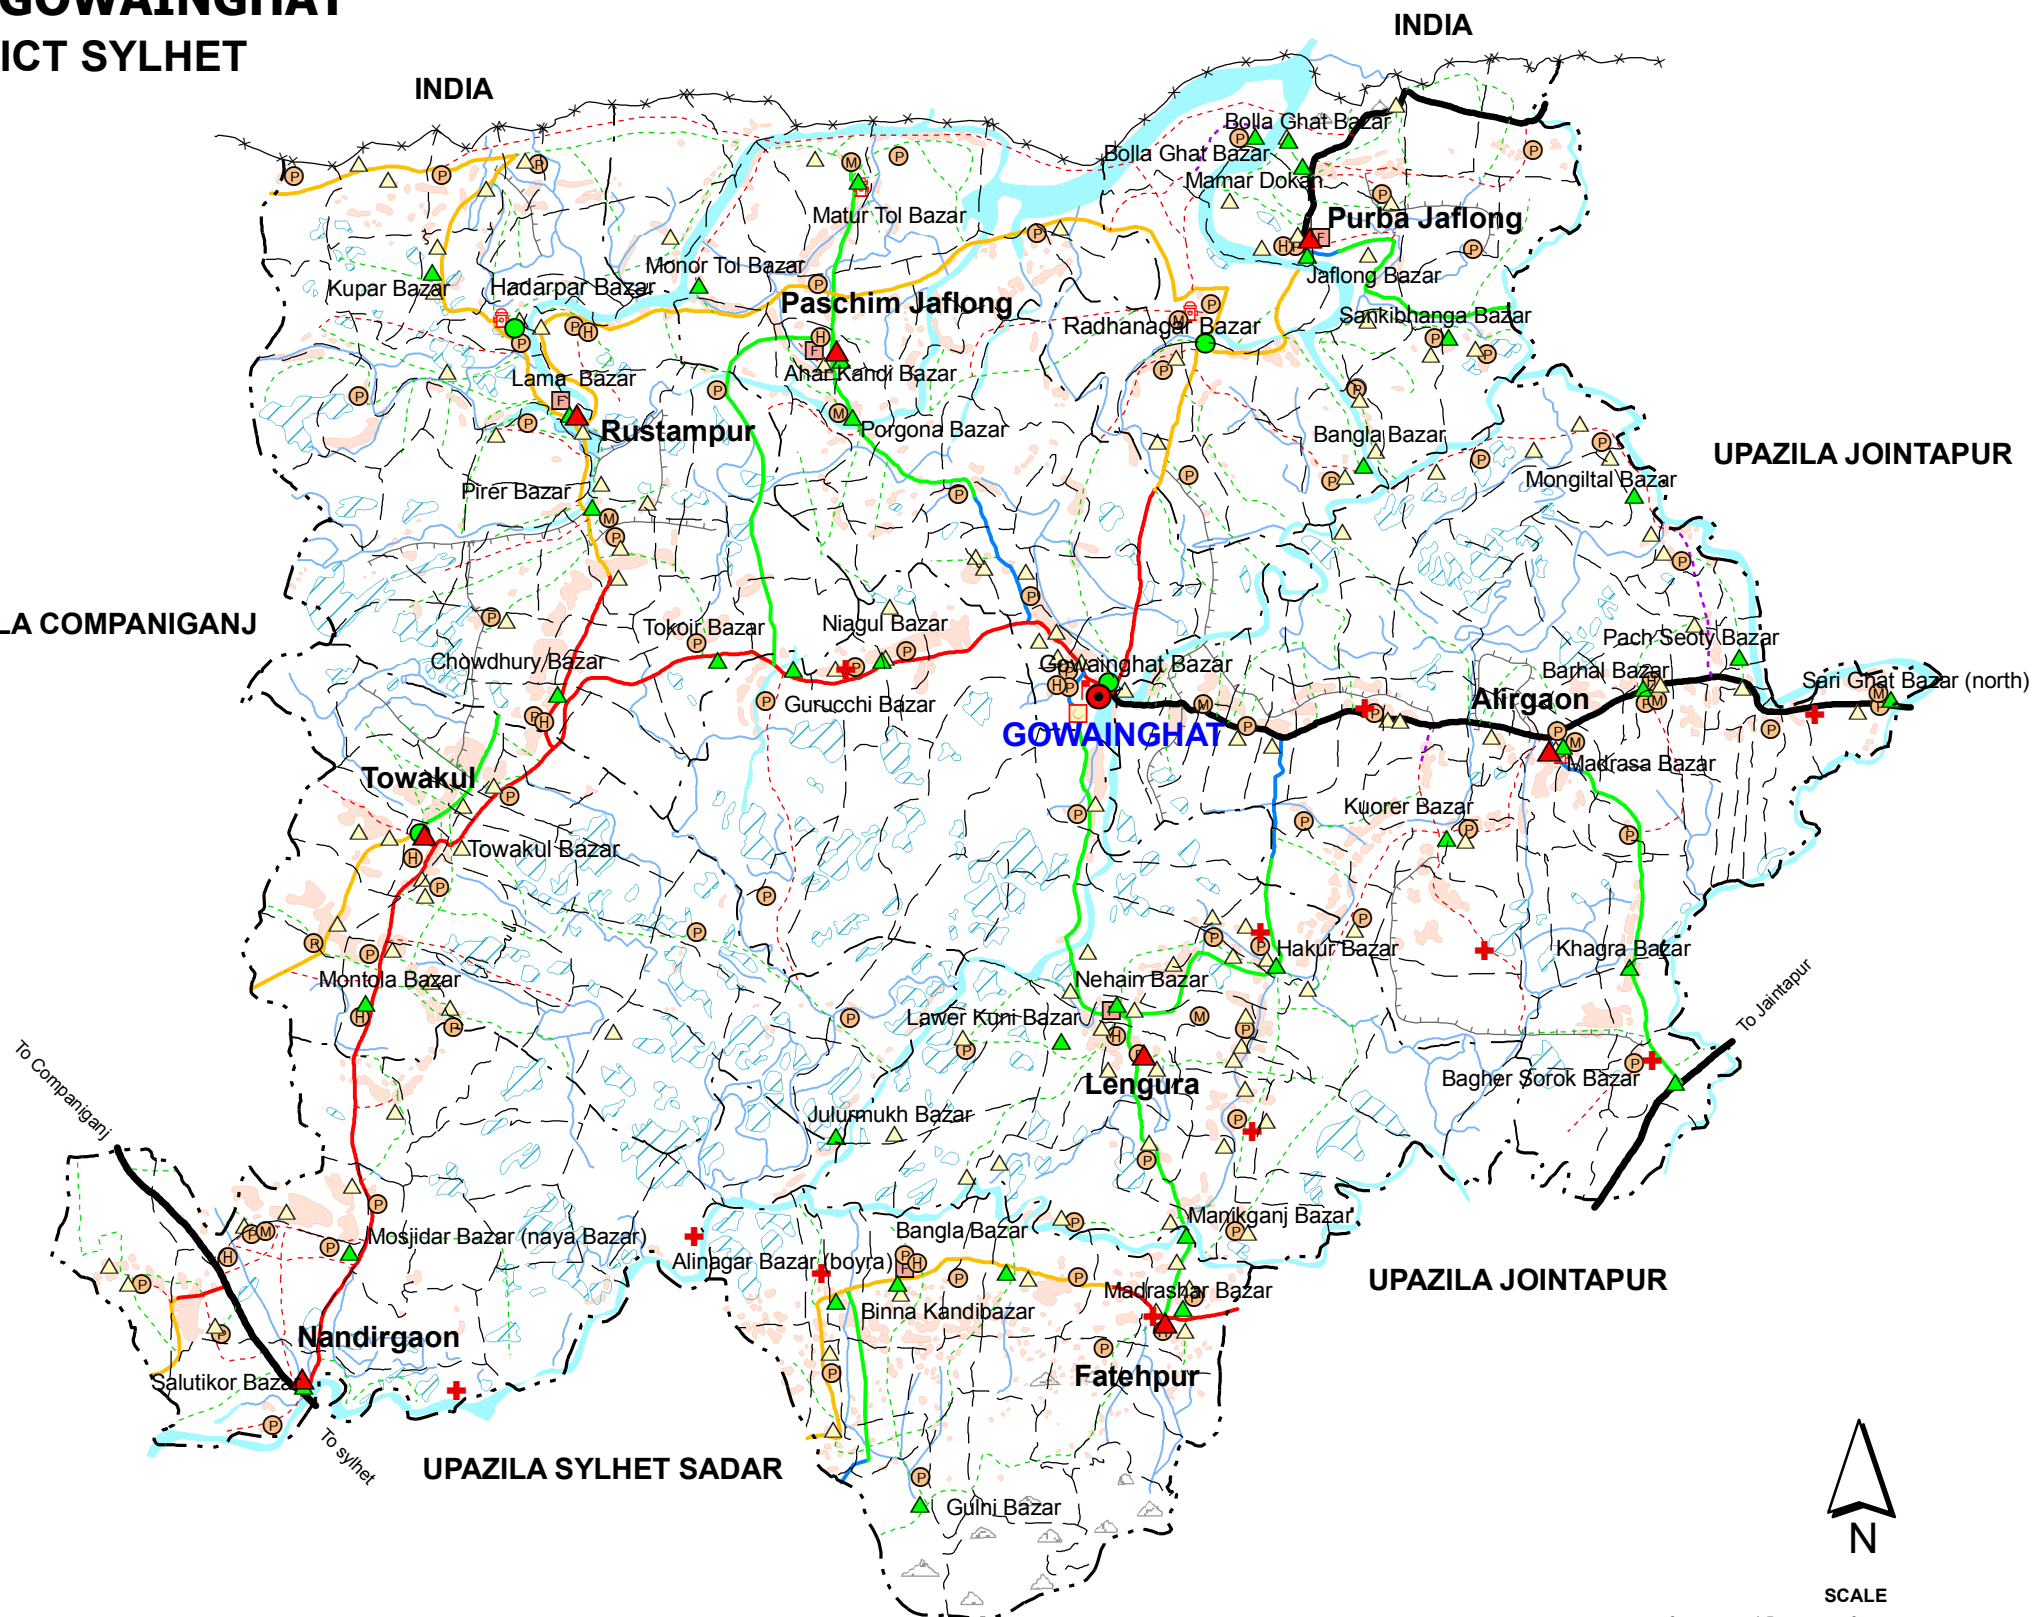 GOWAINGHAT
ICT SYLHET
INDIA
INDIA
Bolla Ghat Bazar
Bolla Ghat Bazar
Mamar Dokan
Purba Jaflong
Matur Tol Bazar
Monor Tol Bazar
Jaflong Bazar
Kupar Bazar
Hadarpar Bazar
Paschim Jaflong
Radhanagar Bazar
Sankibhanga Bazar
Ahar Kandi Bazar
Lama Bazar
Rustampur
Porgona Bazar
Bangla Bazar
UPAZILA JOINTAPUR
Mongiltal Bazar
Pirer Bazar
LA COMPANIGANJ
Tokoir Bazar
Niagul Bazar
Pach Seoty Bazar
Chowdhury Bazar
Gowainghat Bazar
Barhal Bazar
Sari Ghat Bazar (north)
Alirgaon
Gurucchi Bazar
GOWAINGHAT
Madrasa Bazar
Towakul
Kuorer Bazar
Towakul Bazar
Hakur Bazar
Khagra Bazar
Montola Bazar
Nehain Bazar
Lawer Kuni Bazar
To Jaintapur
To Companiganj
Lengura
Bagher Sorok Bazar
Julurmukh Bazar
Manikganj Bazar
Mosjidar Bazar (naya Bazar)
Bangla Bazar
Alinagar Bazar (boyra)
UPAZILA JOINTAPUR
Madrashar Bazar
Binna Kandibazar
Nandirgaon
Fatehpur
Salutikor Bazar
To sylhet
UPAZILA SYLHET SADAR
Gulni Bazar
N
SCALE